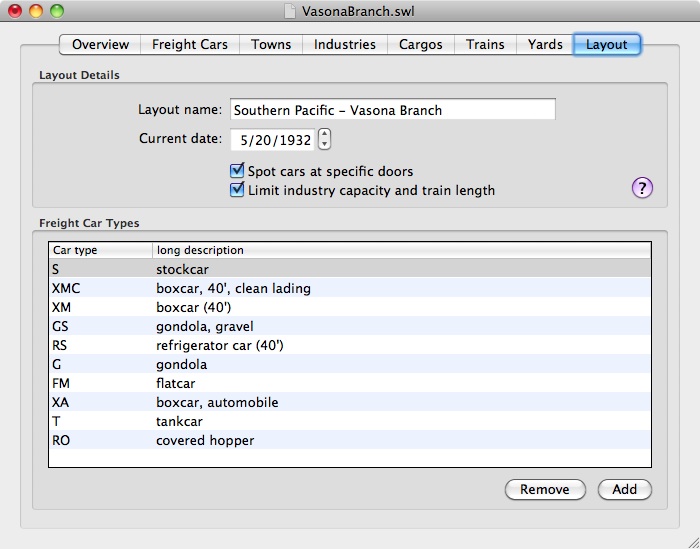 VasonaBranch.swl
Overview Freight Cars Towns Industries Cargos Trains Yards Layout
Layout Details
Layout name: Southern Pacific - Vasona Branch
Current date: 5/20/1932
Spot cars at specific doors
Limit industry capacity and train length
?
Freight Car Types
Car type long description
S stockcar
XMC boxcar, 40', clean lading
XM boxcar (40')
GS gondola, gravel
RS refrigerator car (40')
G gondola
FM flatcar
XA boxcar, automobile
T tankcar
RO covered hopper
Remove Add